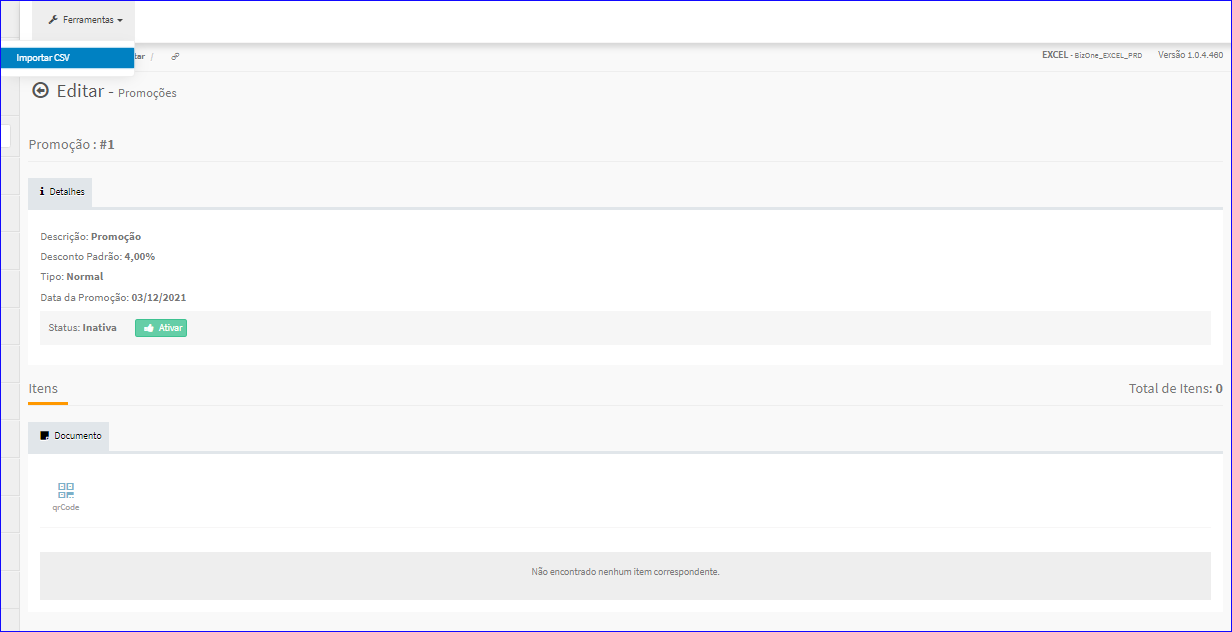 Ferramentas
Importar CSV
tar /
EXCEL - BizOne_EXCEL_PRD Versão 1.0.4.460
Editar - Promoções
Promoção : #1
Detalhes
Descrição: Promoção
Desconto Padrão: 4,00%
Tipo: Normal
Data da Promoção: 03/12/2021
Status: Inativa Ativar
Itens Total de Itens: 0
Documento
qrCode
Não encontrado nenhum item correspondente.